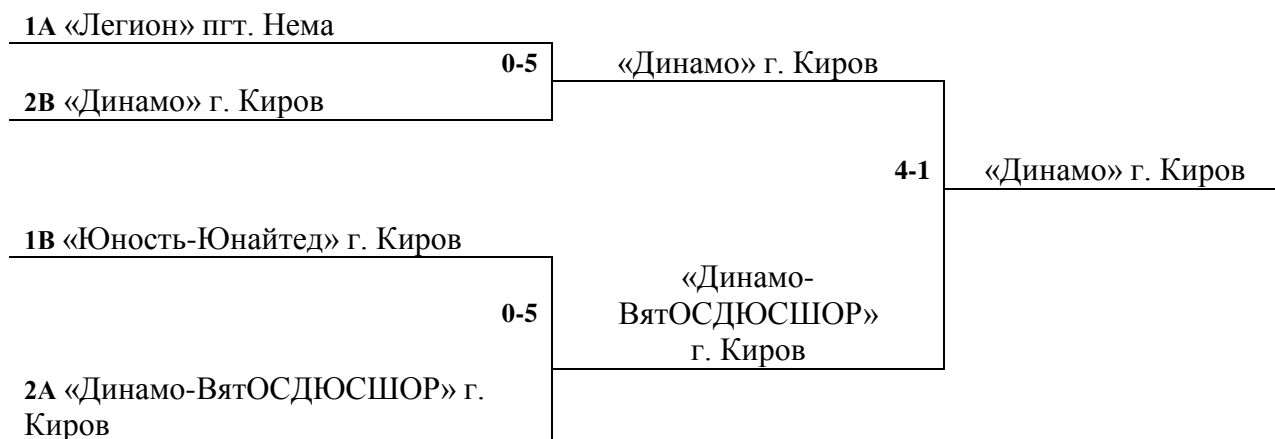 1А «Легион» пгт. Нема
0-5
«Динамо» г. Киров
2В «Динамо» г. Киров
4-1
«Динамо» г. Киров
1В «Юность-Юнайтед» г. Киров
«Динамо-
0-5
ВятОСДЮСШОР»
г. Киров
2А «Динамо-ВятОСДЮСШОР» г.
Киров